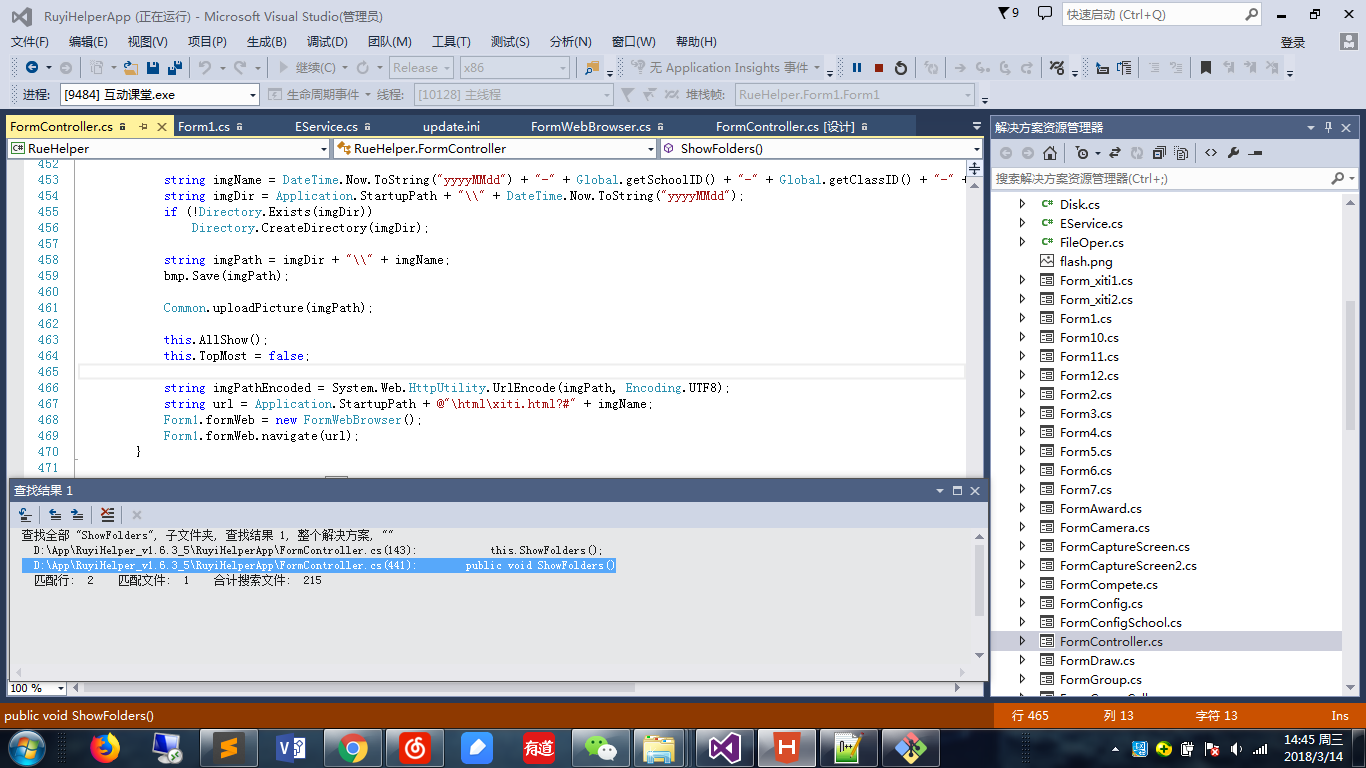 RuyiHelperApp (正在运行) - Microsoft Visual Studio(管理员)
9
快速启动 (Ctrl+Q)
文件(F) 编辑(E) 视图(V) 项目(P) 生成(B) 调试(D) 团队(M) 工具(T) 测试(S) 分析(N) 窗口(W) 帮助(H)
登录
继续(C) Release x86 无 Application Insights 事件
进程: [9484] 互动课堂.exe 生命周期事件 线程: [10128] 主线程 堆栈帧: RueHelper.Form1.Form1
FormController.cs Form1.cs EService.cs update.ini FormWebBrowser.cs FormController.cs [设计]
RueHelper RueHelper.FormController ShowFolders()
452
453 string imgName = DateTime.Now.ToString("yyyyMMdd") + "-" + Global.getSchoolID() + "-" + Global.getClassID() + "-" +
454 string imgDir = Application.StartupPath + "\\" + DateTime.Now.ToString("yyyyMMdd");
455 if (!Directory.Exists(imgDir))
456 Directory.CreateDirectory(imgDir);
457
458 string imgPath = imgDir + "\\" + imgName;
459 bmp.Save(imgPath);
460
461 Common.uploadPicture(imgPath);
462
463 this.AllShow();
464 this.TopMost = false;
465
466 string imgPathEncoded = System.Web.HttpUtility.UrlEncode(imgPath, Encoding.UTF8);
467 string url = Application.StartupPath + @"\html\xiti.html?#" + imgName;
468 Form1.formWeb = new FormWebBrowser();
469 Form1.formWeb.navigate(url);
470 }
471
查找结果 1
查找全部 "ShowFolders", 子文件夹, 查找结果 1, 整个解决方案, ""
D:\App\RuyiHelper_v1.6.3_5\RuyiHelperApp\FormController.cs(143): this.ShowFolders();
D:\App\RuyiHelper_v1.6.3_5\RuyiHelperApp\FormController.cs(441): public void ShowFolders()
匹配行: 2 匹配文件: 1 合计搜索文件: 215
100 %
解决方案资源管理器
搜索解决方案资源管理器(Ctrl+;)
C# Disk.cs
C# EService.cs
C# FileOper.cs
flash.png
Form_xiti1.cs
Form_xiti2.cs
Form1.cs
Form10.cs
Form11.cs
Form12.cs
Form2.cs
Form3.cs
Form4.cs
Form5.cs
Form6.cs
Form7.cs
FormAward.cs
FormCamera.cs
FormCaptureScreen.cs
FormCaptureScreen2.cs
FormCompete.cs
FormConfig.cs
FormConfigSchool.cs
FormController.cs
FormDraw.cs
FormGroup.cs
public void ShowFolders() 行 465 列 13 字符 13 Ins
有道
14:45 周三
2018/3/14